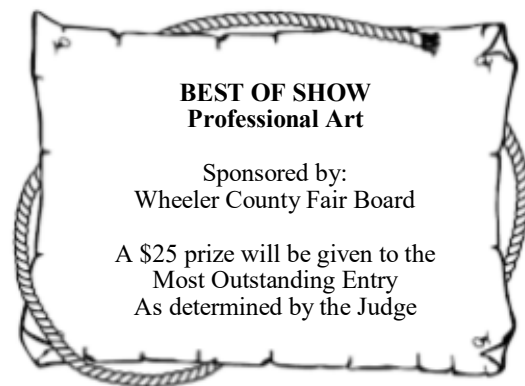 BEST OF SHOW
Professional Art
Sponsored by:
Wheeler County Fair Board
A $25 prize will be given to the
Most Outstanding Entry
As determined by the Judge